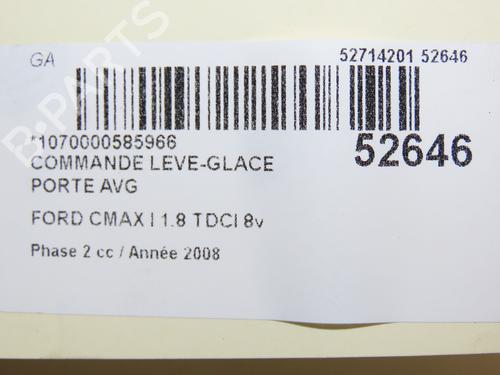 GA
52714201 52646
*1070000585966
52646
COMMANDE LEVE-GLACE
PORTE AVG
FORD CMAX I 1.8 TDCI 8v
Phase 2 cc / Année 2008
B-PARTS